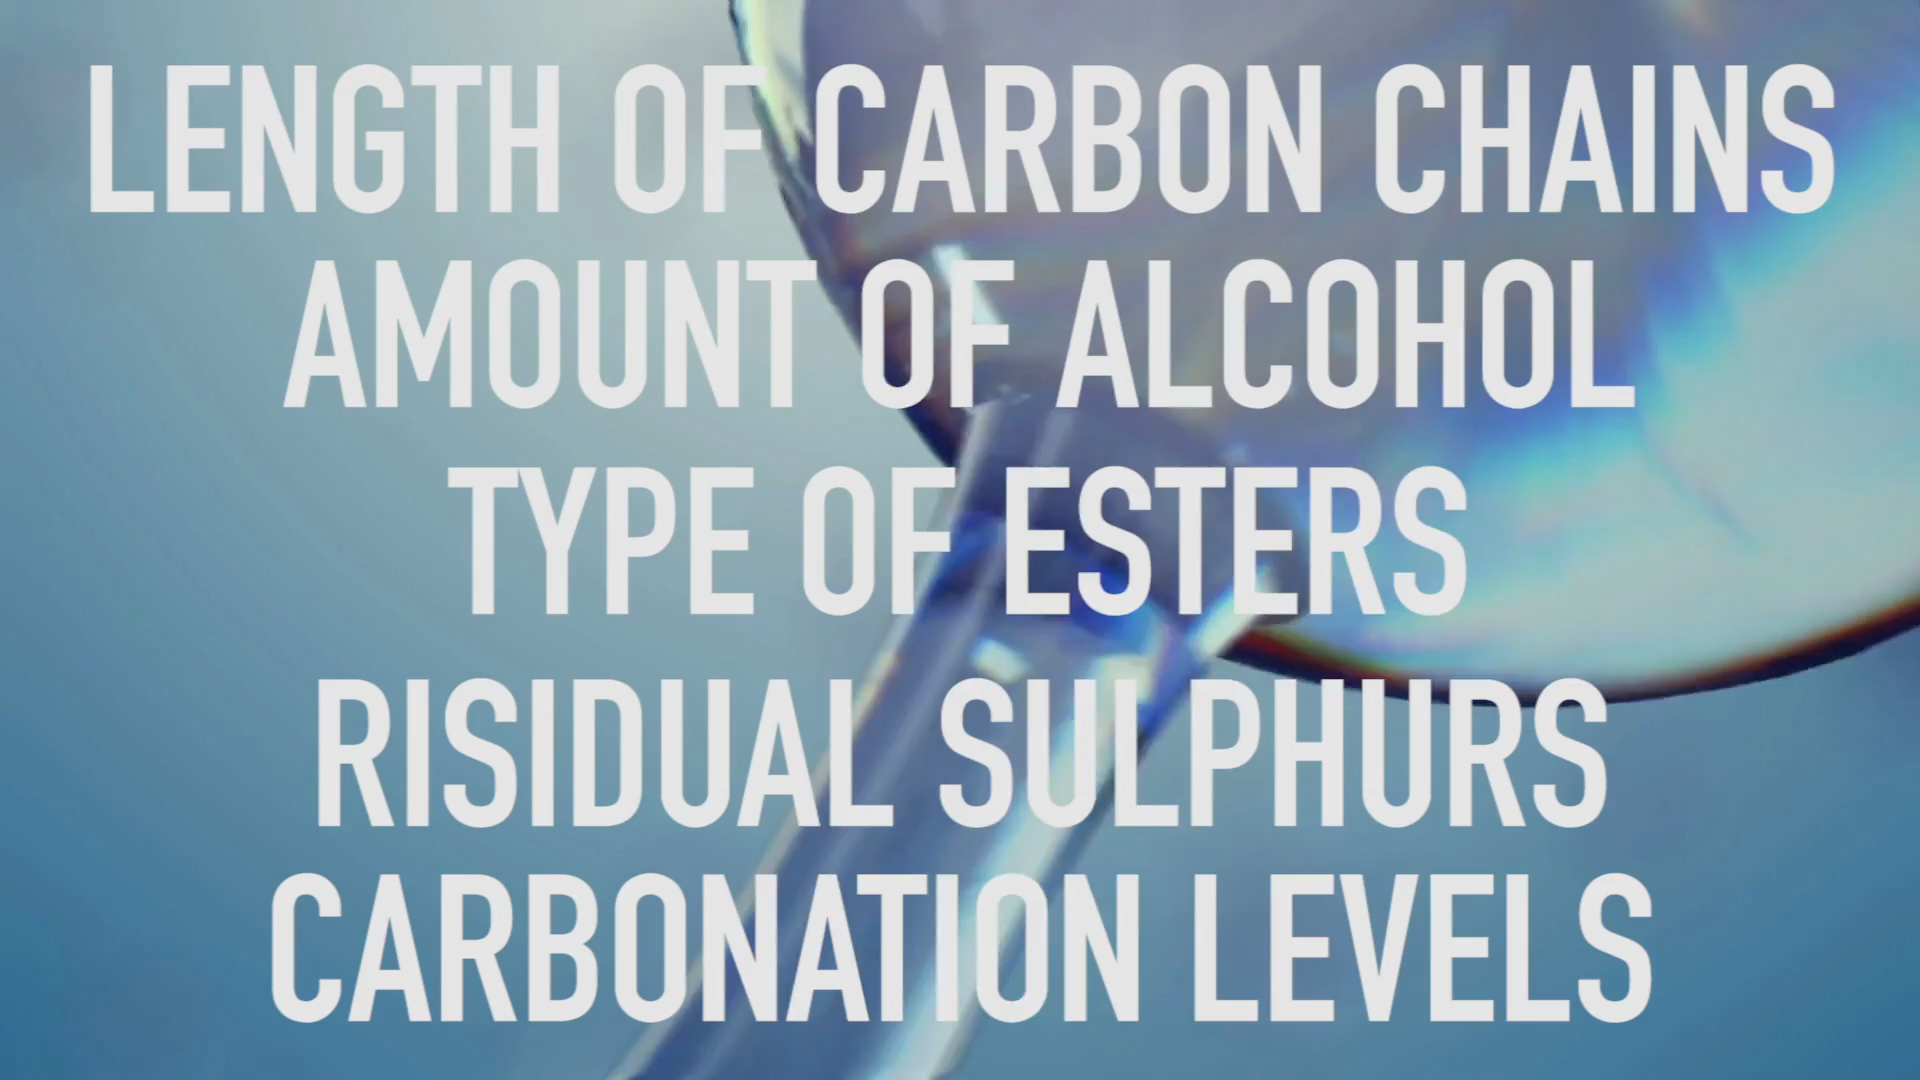 LENGTH OF CARBON CHAINS
AMOUNT OF ALCOHOL
TYPE OF ESTERS
RISIDUAL SULPHURS
CARBONATION LEVELS